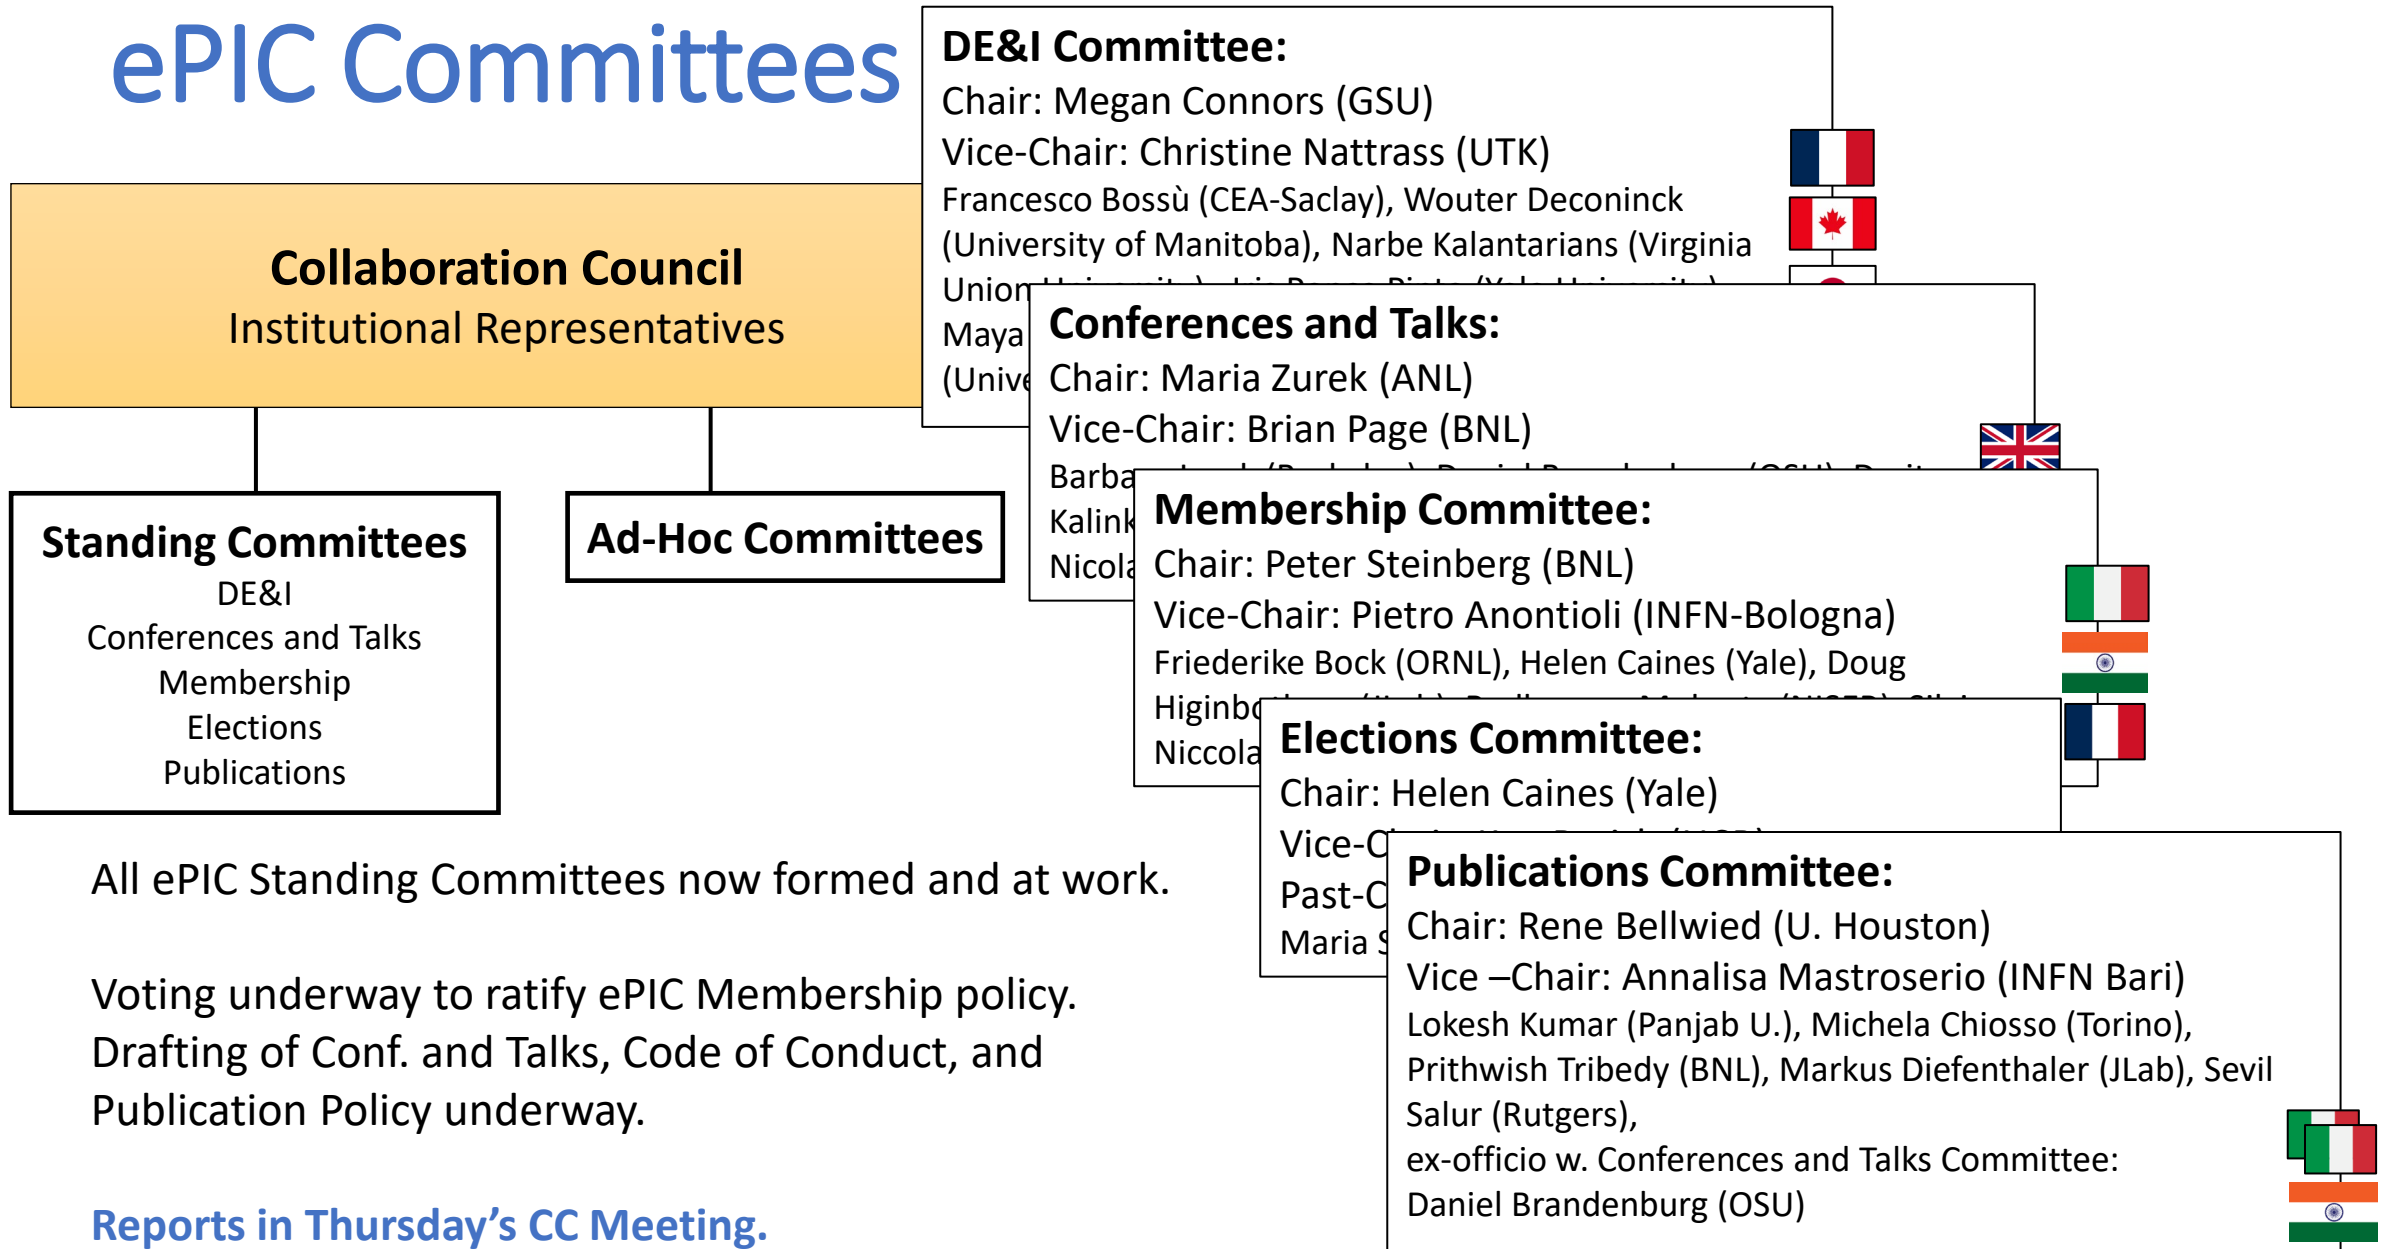 ePIC Committees
Collaboration Council
Institutional Representatives
Standing Committees
DE&I
Conferences and Talks
Membership
Elections
Publications
Ad-Hoc Committees
All ePIC Standing Committees now formed and at work.
Voting underway to ratify ePIC Membership policy.
Drafting of Conf. and Talks, Code of Conduct, and
Publication Policy underway.
Reports in Thursday's CC Meeting.
DE&I Committee:
Chair: Megan Connors (GSU)
Vice-Chair: Christine Nattrass (UTK)
Francesco Bossù (CEA-Saclay), Wouter Deconinck
(University of Manitoba), Narbe Kalantarians (Virginia
Union
Maya
Conferences and Talks:
Chair: Maria Zurek (ANL)
Vice-Chair: Brian Page (BNL)
Membership Committee:
Chair: Peter Steinberg (BNL)
Vice-Chair: Pietro Anontioli (INFN-Bologna)
Friederike Bock (ORNL), Helen Caines (Yale), Doug
Elections Committee:
Chair: Helen Caines (Yale)
Maria
Publications Committee:
Chair: Rene Bellwied (U. Houston)
Vice –Chair: Annalisa Mastroserio (INFN Bari)
Lokesh Kumar (Panjab U.), Michela Chiosso (Torino),
Prithwish Tribedy (BNL), Markus Diefenthaler (JLab), Sevil
Salur (Rutgers),
ex-officio w. Conferences and Talks Committee:
Daniel Brandenburg (OSU)